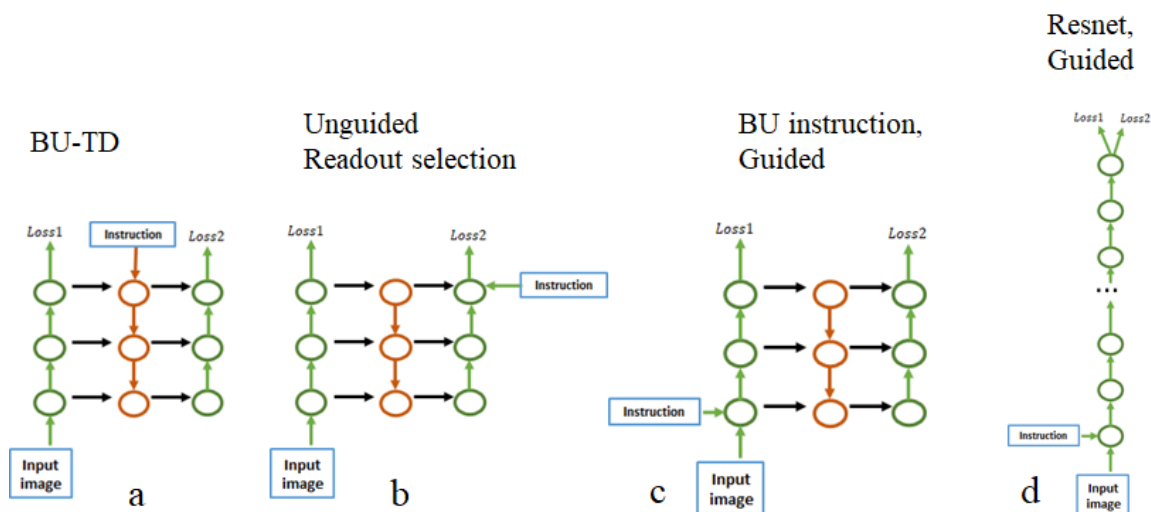 BU-TD
Loss1
Instruction
Loss2
Input
image
a
Unguided
Readout selection
Loss1
Loss2
Instruction
Input
image
b
BU instruction,
Guided
Loss1
Loss2
Instruction
Input
image
c
Resnet,
Guided
Loss1
Loss2
...
Instruction
Input
image
d